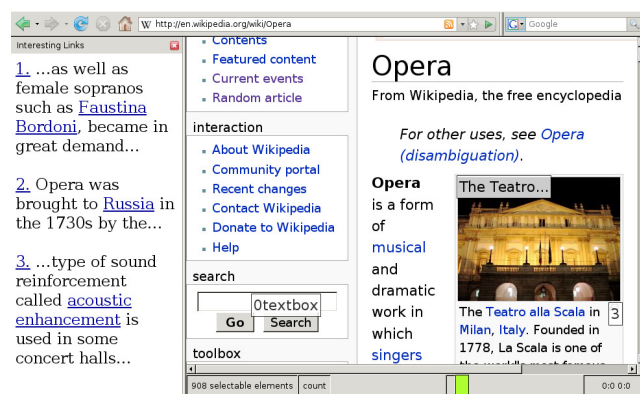 W http://en.wikipedia.org/wiki/Opera
G Google
Interesting Links
1. ...as well as
female sopranos
such as Faustina
Bordoni, became in
great demand...
2. Opera was
brought to Russia in
the 1730s by the...
3. ...type of sound
reinforcement
called acoustic
enhancement is
used in some
concert halls...
Contents
Featured content
Current events
Random article
interaction
About Wikipedia
Community portal
Recent changes
Contact Wikipedia
Donate to Wikipedia
Help
search
0textbox
Go Search
toolbox
Opera
From Wikipedia, the free encyclopedia
For other uses, see Opera
(disambiguation).
Opera
is a form
of
musical
and
dramatic
work in
which
singers
The Teatro...
The Teatro alla Scala in
Milan, Italy. Founded in
1778, La Scala is one of
3
908 selectable elements count
0:0 0:0